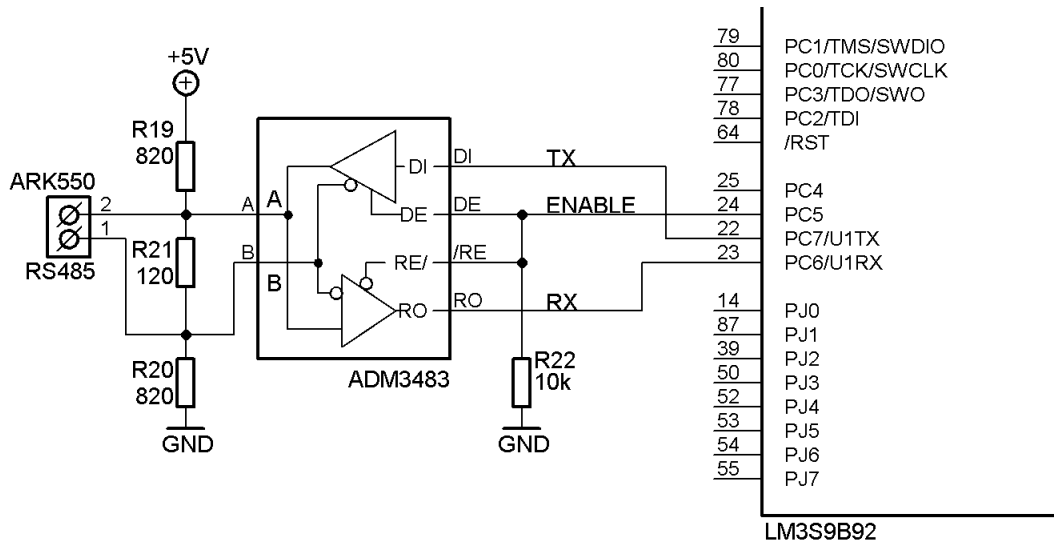 +5V
R19
820
ARK550
2
1
RS485
R21
120
R20
820
GND
A
B
A
B
DI
DE
RE/
RO
DI
DE
/RE
RO
ADM3483
TX
ENABLE
RX
R22
10k
GND
79 PC1/TMS/SWDIO
80 PC0/TCK/SWCLK
77 PC3/TDO/SWO
78 PC2/TDI
64 /RST
25 PC4
24 PC5
22 PC7/U1TX
23 PC6/U1RX
14 PJ0
87 PJ1
39 PJ2
50 PJ3
52 PJ4
53 PJ5
54 PJ6
55 PJ7
LM3S9B92